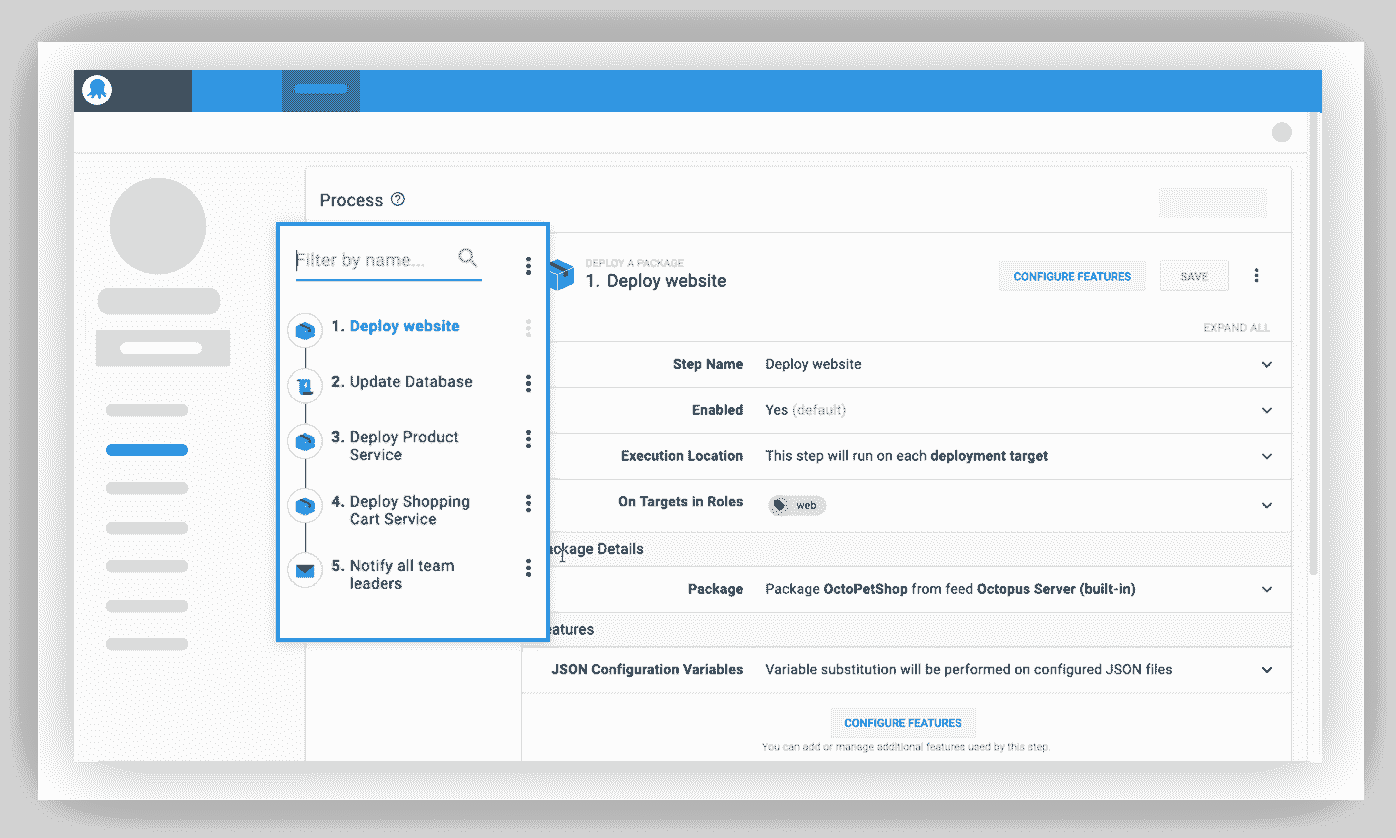 Process
Filter by name...
1. Deploy website
2. Update Database
3. Deploy Product
Service
4. Deploy Shopping
Cart Service
5. Notify all team
leaders
DEPLOY A PACKAGE
1. Deploy website
CONFIGURE FEATURES
SAVE
EXPAND ALL
Step Name Deploy website
Enabled Yes (default)
Execution Location This step will run on each deployment target
On Targets in Roles web
ackage Details
Package Package OctoPetShop from feed Octopus Server (built-in)
eatures
JSON Configuration Variables Variable substitution will be performed on configured JSON files
CONFIGURE FEATURES
You can add or manage additional features used by this step.